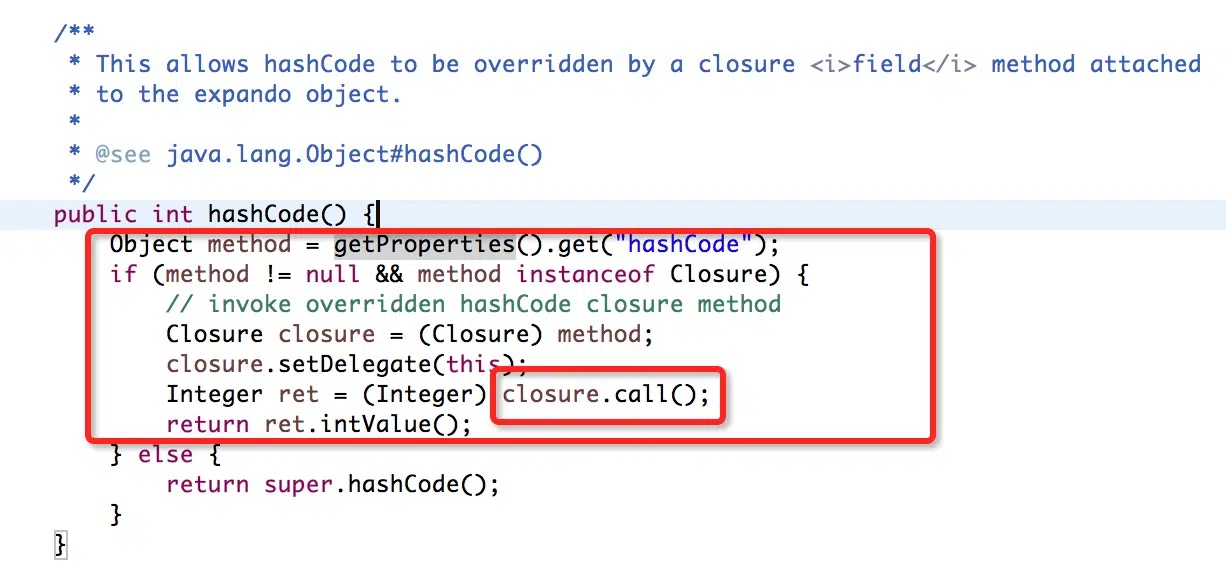 /**
 * This allows hashCode to be overridden by a closure <i>field</i> method attached
 * to the expando object.
 *
 * @see java.lang.Object#hashCode()
 */
public int hashCode() {
    Object method = getProperties().get("hashCode");
    if (method != null && method instanceof Closure) {
        // invoke overridden hashCode closure method
        Closure closure = (Closure) method;
        closure.setDelegate(this);
        Integer ret = (Integer) closure.call();
        return ret.intValue();
    } else {
        return super.hashCode();
    }
}